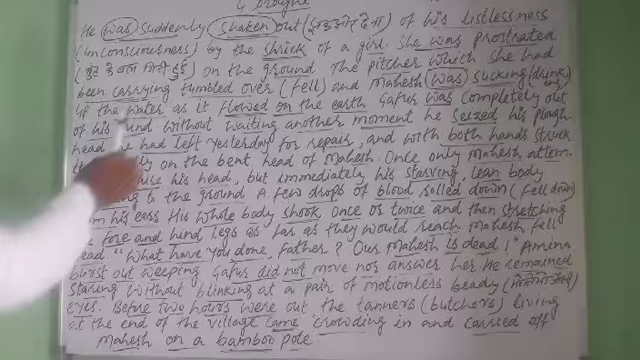 4 Drought
He was suddenly shaken out (दूर होना) of his listlessness
(imconsciousness) by the shrick of a girl. She was prostrated
on the ground The pitcher which she had
been carrying tumbled over (fell) and Mahesh was sucking (drink
up the water as it flowed on the earth Gafur was completely out
of his mind without waiting another moment he seized his plough
head he had left yesterday for repair, and with both hands struck
on the bent head of Mahesh. Once only Mahesh attem.
raise his head, but immediately his starving, lean body
to the ground A few drops of blood rolled down (fell down)
from his ears His whole body shook once or twice and then stretching
fore and hind legs as far as they would reach Mahesh fell
dead. "What have you done, Father? Our Mahesh is dead!" Amina
burst out weeping Gafur did not move nor answer her. He remained
staring without blinking at a pair of motionless beady
eyes. Before two hours were out the tanners (butchers) living
at the end of the village came crowding in and carried off
Mahesh on a bamboo pole